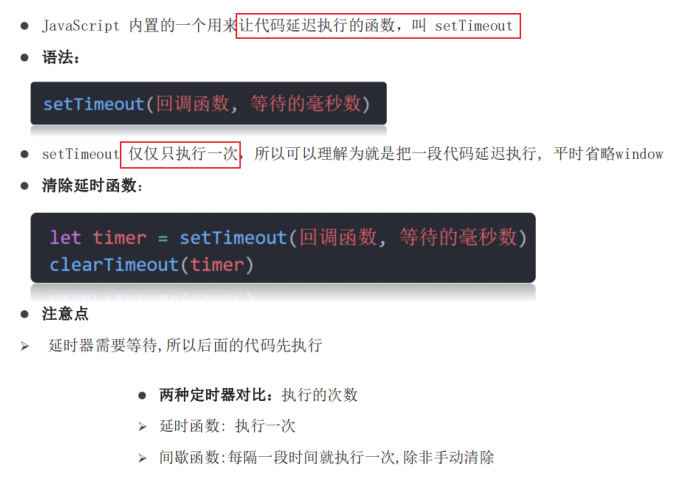 ● JavaScript 内置的一个用来让代码延迟执行的函数，叫 setTimeout
● 语法：
setTimeout(回调函数, 等待的毫秒数)
● setTimeout 仅仅只执行一次，所以可以理解为就是把一段代码延迟执行, 平时省略window
● 清除延时函数：
let timer = setTimeout(回调函数, 等待的毫秒数)
clearTimeout(timer)
● 注意点
➢ 延时器需要等待,所以后面的代码先执行
● 两种定时器对比：执行的次数
➢ 延时函数: 执行一次
➢ 间歇函数:每隔一段时间就执行一次,除非手动清除